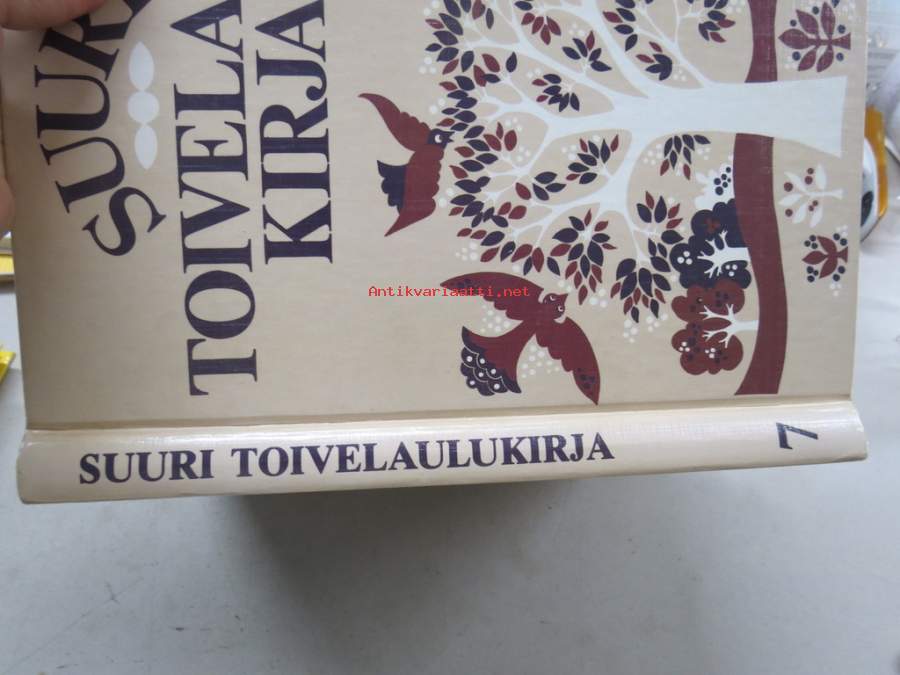 SUURI
TOIVELA
KIRJA
Antikvariaatti.net
SUURI TOIVELAULUKIRJA 7